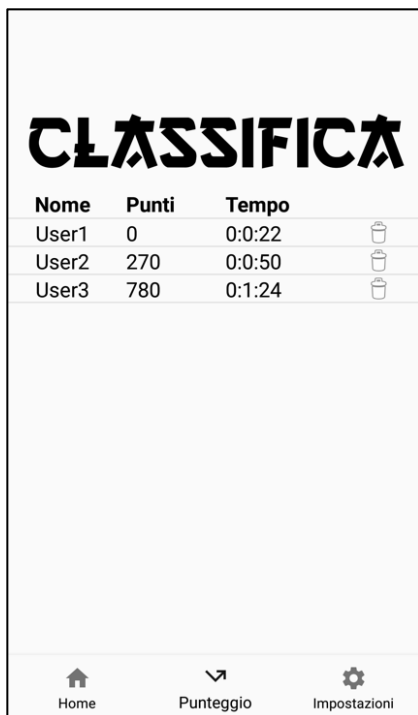 CLASSIFICA
Nome Punti Tempo
User1 0 0:0:22
User2 270 0:0:50
User3 780 0:1:24
Home Punteggio Impostazioni